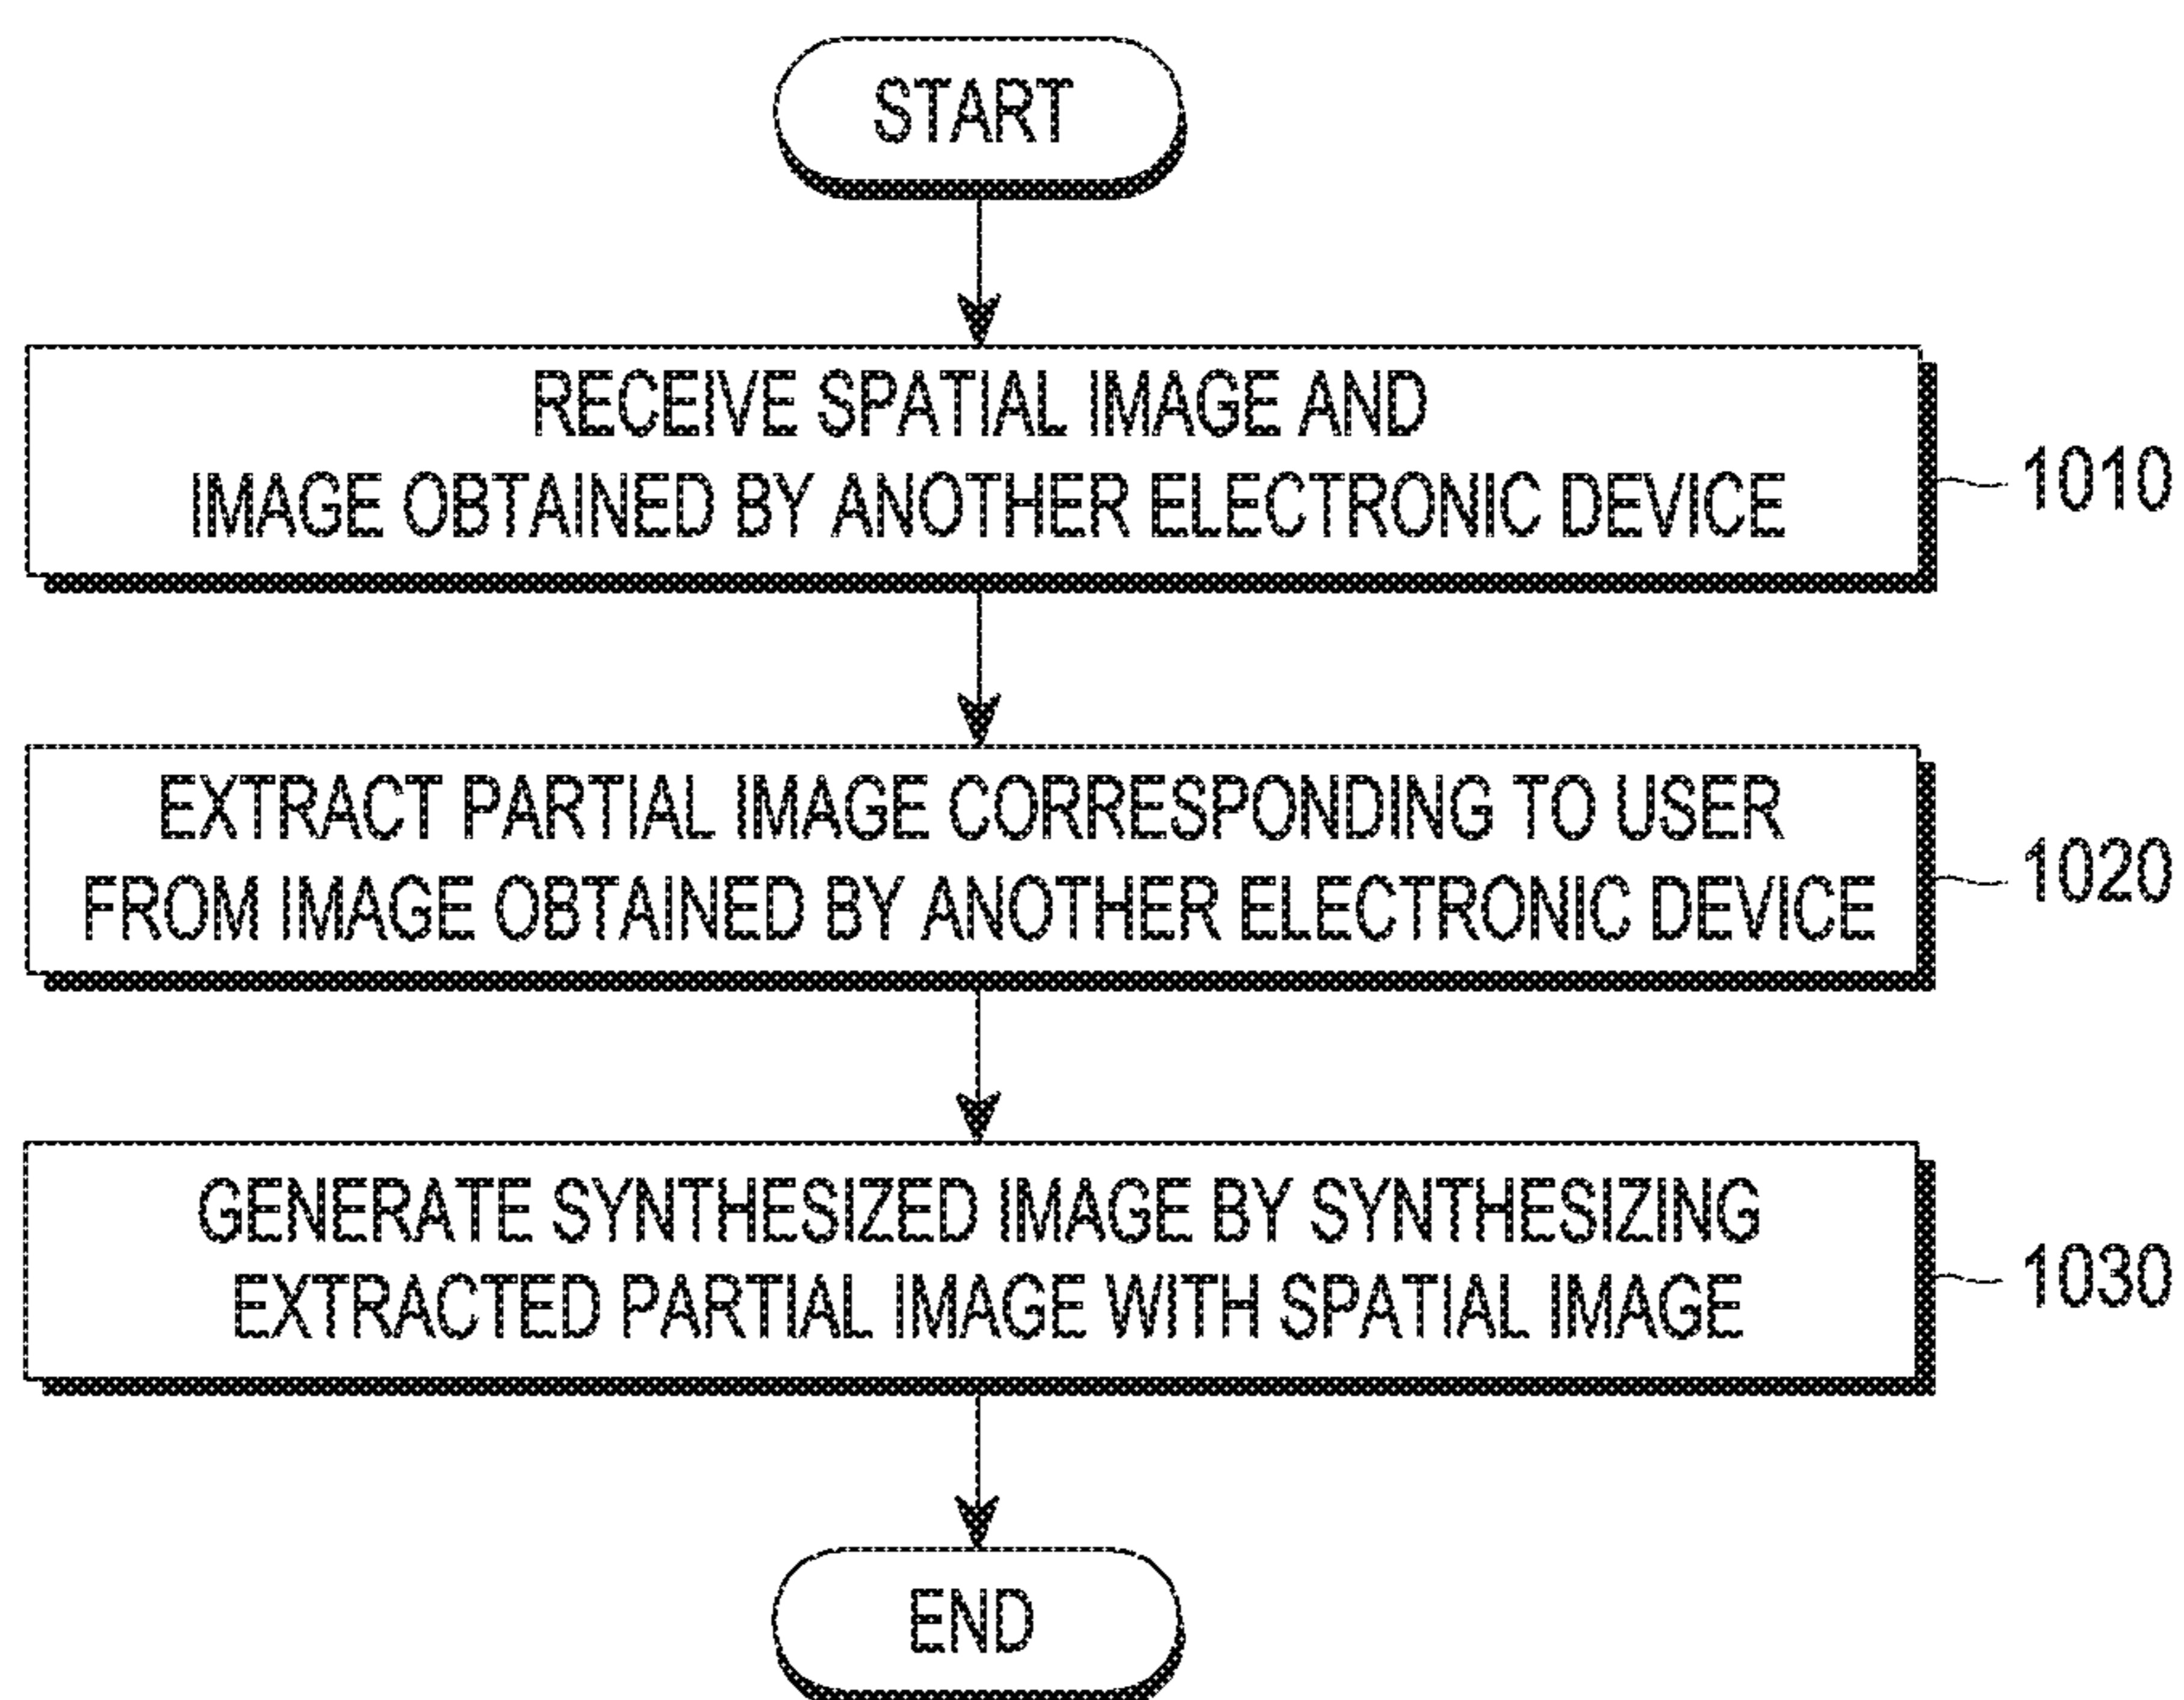 START
RECEIVE SPATIAL IMAGE AND
IMAGE OBTAINED BY ANOTHER ELECTRONIC DEVICE
1010
EXTRACT PARTIAL IMAGE CORRESPONDING TO USER
FROM IMAGE OBTAINED BY ANOTHER ELECTRONIC DEVICE
1020
GENERATE SYNTHESIZED IMAGE BY SYNTHESIZING
EXTRACTED PARTIAL IMAGE WITH SPATIAL IMAGE
1030
END